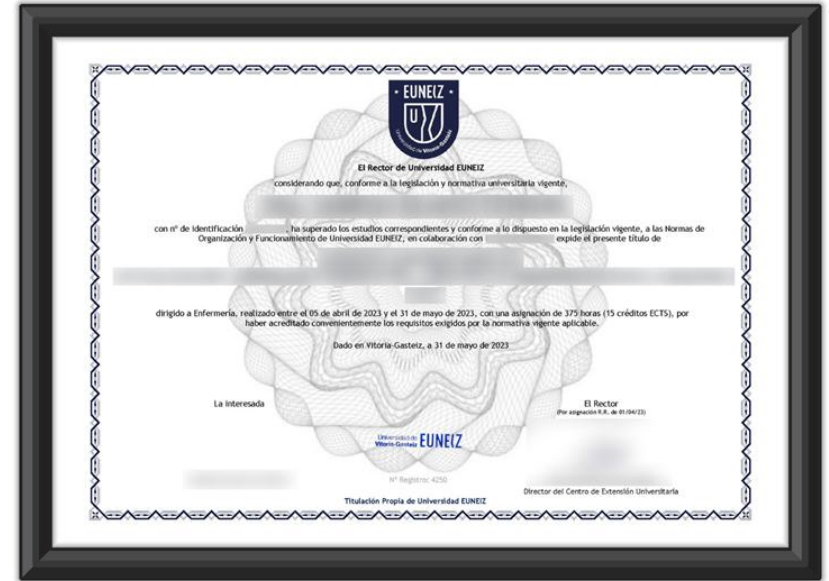 · EUNEIZ ·
Universidad de Vitoria-Gasteiz
El Rector de Universidad EUNEIZ
considerando que, conforme a la legislación y normativa universitaria vigente,
con nº de Identificación , ha superado los estudios correspondientes y conforme a lo dispuesto en la legislación vigente, a las Normas de
Organización y Funcionamiento de Universidad EUNEIZ, en colaboración con expide el presente título de
dirigido a Enfermería, realizado entre el 05 de abril de 2023 y el 31 de mayo de 2023, con una asignación de 375 horas (15 créditos ECTS), por
haber acreditado convenientemente los requisitos exigidos por la normativa vigente aplicable.
Dado en Vitoria-Gasteiz, a 31 de mayo de 2023
La interesada
El Rector
(Por asignación R.R. de 01/04/23)
Universidad de
Vitoria-Gasteiz EUNEIZ
Nº Registro: 4250
Director del Centro de Extensión Universitaria
Titulación Propia de Universidad EUNEIZ